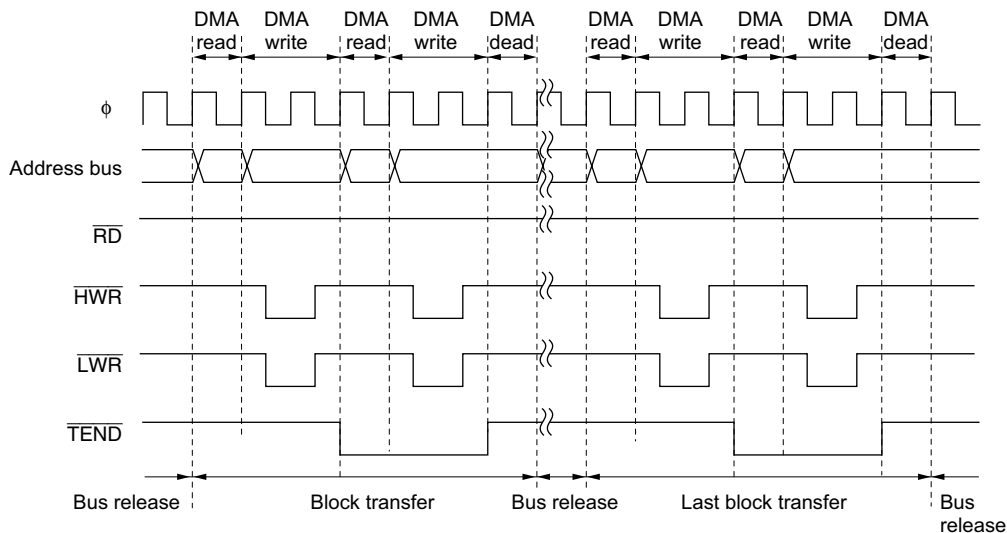 DMA read DMA write DMA read DMA write DMA dead DMA read DMA write DMA read DMA write DMA dead
ϕ
Address bus
RD
HWR
LWR
TEND
Bus release Block transfer Bus release Last block transfer Bus release